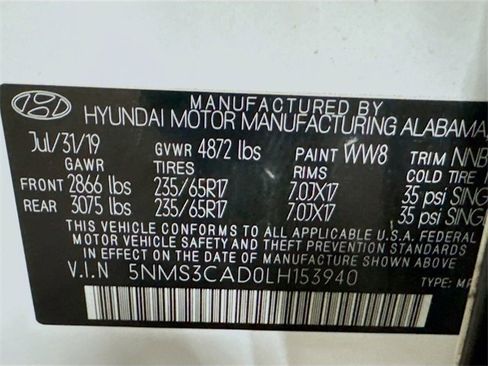 MANUFACTURED BY
HYUNDAI MOTOR MANUFACTURING ALABAMA,
Jul/31/19 GVWR 4872 lbs PAINT WW8 TRIM NNB
GAWR TIRES RIMS COLD TIRE
FRONT 2866 lbs 235/65R17 7.0JX17 35 psi SING
REAR 3075 lbs 235/65R17 7.0JX17 35 psi SING
THIS VEHICLE CONFORMS TO ALL APPLICABLE U.S.A. FEDERAL
MOTOR VEHICLE SAFETY AND THEFT PREVENTION STANDARDS
IN EFFECT ON THE DATE OF MANUFACTURE SHOWN ABOVE.
V.I.N 5NMS3CAD0LH153940 TYPE: MP